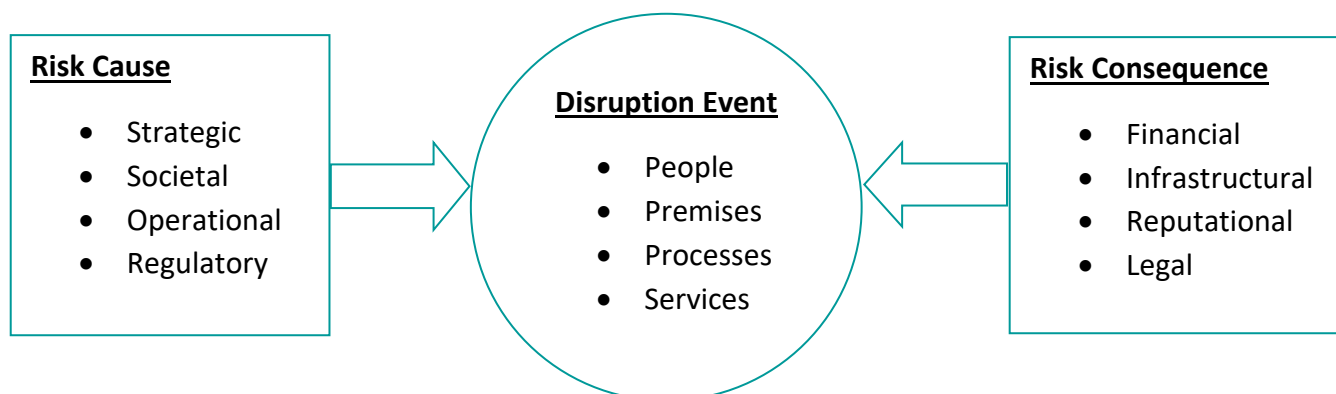 Risk Cause
• Strategic
• Societal
• Operational
• Regulatory
Disruption Event
• People
• Premises
• Processes
• Services
Risk Consequence
• Financial
• Infrastructural
• Reputational
• Legal